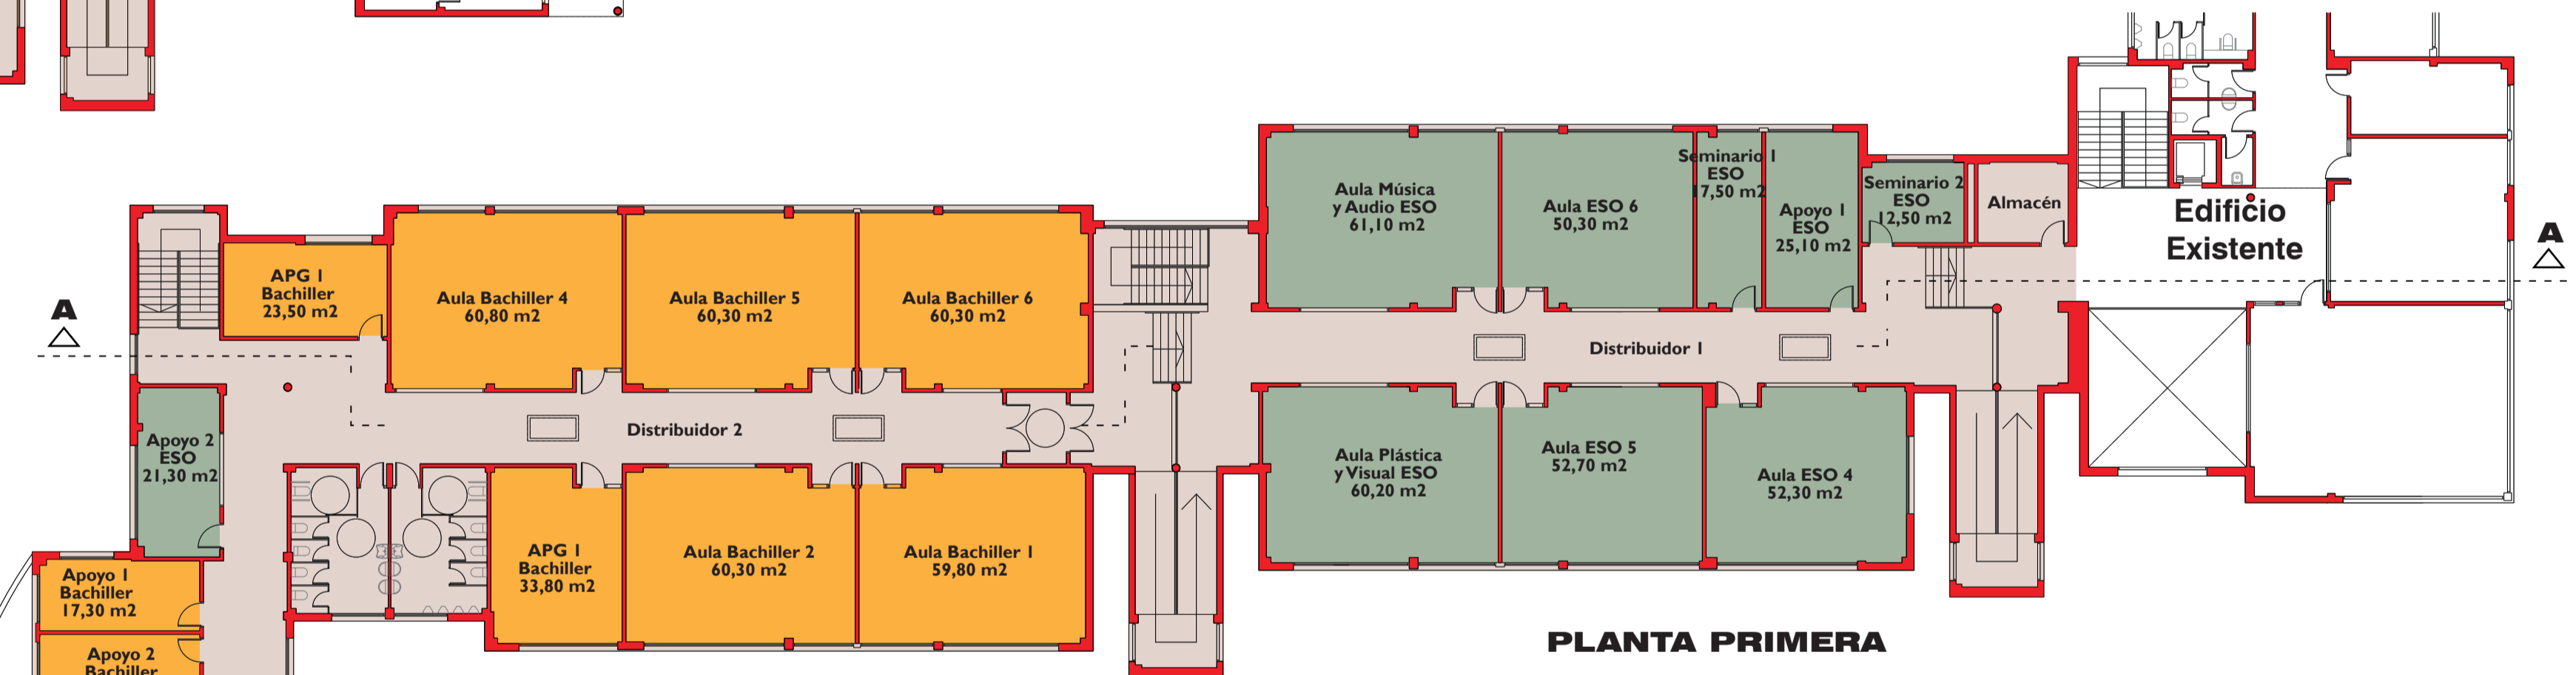 Aula Música
y Audio ESO
61,10 m2
Aula ESO 6
50,30 m2
Seminario 1
ESO
17,50 m2
Apoyo 1
ESO
25,10 m2
Seminario 2
ESO
12,50 m2
Almacén
Edificio
Existente
A
A
APG 1
Bachiller
23,50 m2
Aula Bachiller 4
60,80 m2
Aula Bachiller 5
60,30 m2
Aula Bachiller 6
60,30 m2
Distribuidor 1
Distribuidor 2
Apoyo 2
ESO
21,30 m2
Aula Plástica
y Visual ESO
60,20 m2
Aula ESO 5
52,70 m2
Aula ESO 4
52,30 m2
APG 1
Bachiller
33,80 m2
Aula Bachiller 2
60,30 m2
Aula Bachiller 1
59,80 m2
Apoyo 1
Bachiller
17,30 m2
Apoyo 2
Bachiller
PLANTA PRIMERA